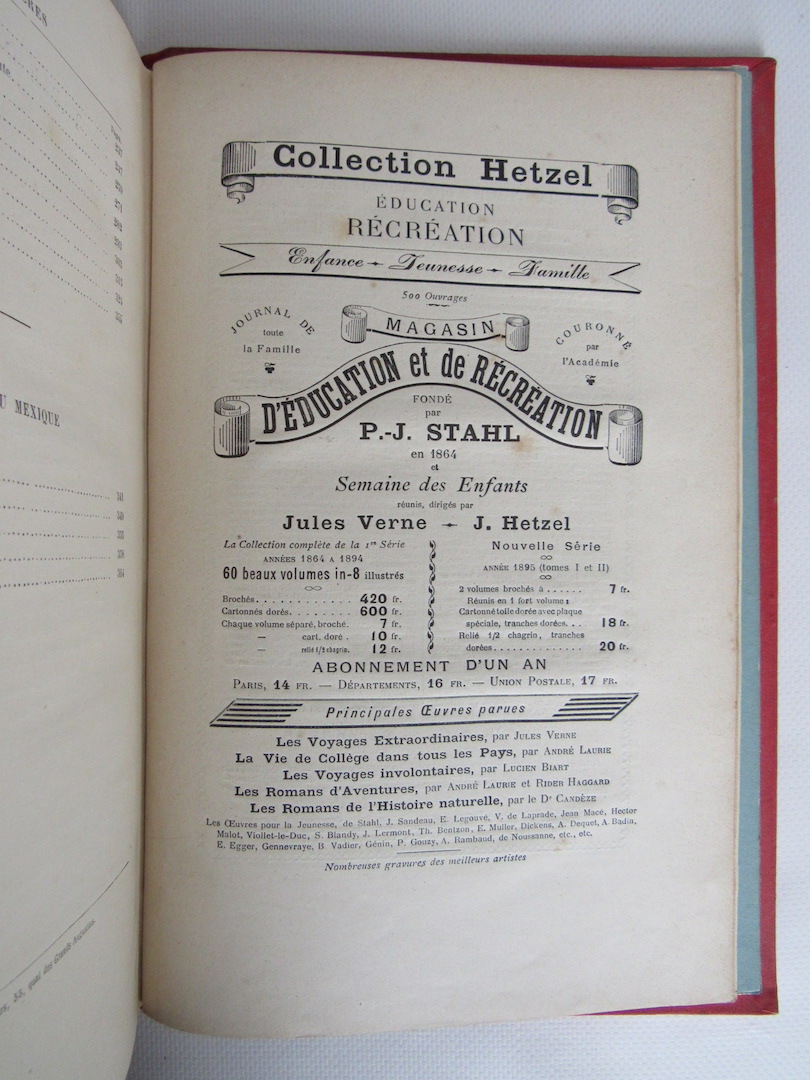 U MEXIQUE
341
349
355
359
364
55, quai des Grands Augustins.
Collection Hetzel
ÉDUCATION
RÉCRÉATION
Enfance - Jeunesse - Famille
500 Ouvrages
JOURNAL DE
toute
la Famille
MAGASIN
D'ÉDUCATION et de RÉCRÉATION
COURONNÉ
par
l'Académie
FONDÉ
par
P.-J. STAHL
en 1864
et
Semaine des Enfants
réunis, dirigés par
Jules Verne - J. Hetzel
La Collection complète de la 1re Série
ANNÉES 1864 A 1894
60 beaux volumes in-8 illustrés
Brochés............ 420 fr.
Cartonnés dorés........ 600 fr.
Chaque volume séparé, broché. 7 fr.
— cart. doré . 10 fr.
— relié 1/2 chagrin. 12 fr.
Nouvelle Série
ANNÉE 1895 (tomes I et II)
2 volumes brochés à ...... 7 fr.
Réunis en 1 fort volume :
Cartonné toile dorée avec plaque
spéciale, tranches dorées. . . 18 fr.
Relié 1/2 chagrin, tranches
dorées.............. 20 fr.
ABONNEMENT D'UN AN
PARIS, 14 FR. — DÉPARTEMENTS, 16 FR. — UNION POSTALE, 17 FR.
Principales Œuvres parues
Les Voyages Extraordinaires, par JULES VERNE
La Vie de Collège dans tous les Pays, par ANDRÉ LAURIE
Les Voyages involontaires, par LUCIEN BIART
Les Romans d'Aventures, par ANDRÉ LAURIE et RIDER HAGGARD
Les Romans de l'Histoire naturelle, par le Dr CANDÈZE
Les Œuvres pour la Jeunesse, de Stahl, J. Sandeau, E. Legouvé, V. de Laprade, Jean Macé, Hector
Malot, Viollet-le-Duc, S. Blandy, J. Lermont, Th. Bentzon, E. Muller, Dickens, A. Dequet, A. Badin,
E. Egger, Gennevraye, B. Vadier, Génin, P. Gouzy, A. Rambaud, de Noussanne, etc., etc.
Nombreuses gravures des meilleurs artistes